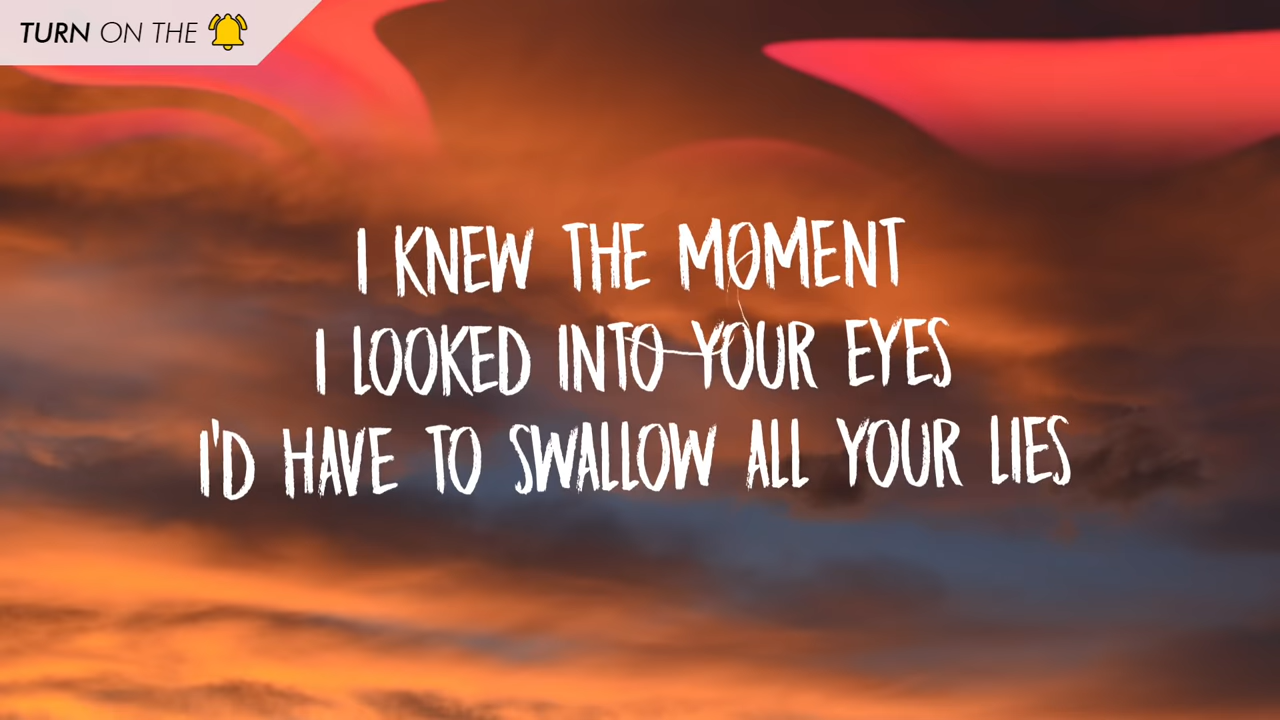 TURN ON THE
I KNEW THE MOMENT
I LOOKED INTO YOUR EYES
I'D HAVE TO SWALLOW ALL YOUR LIES